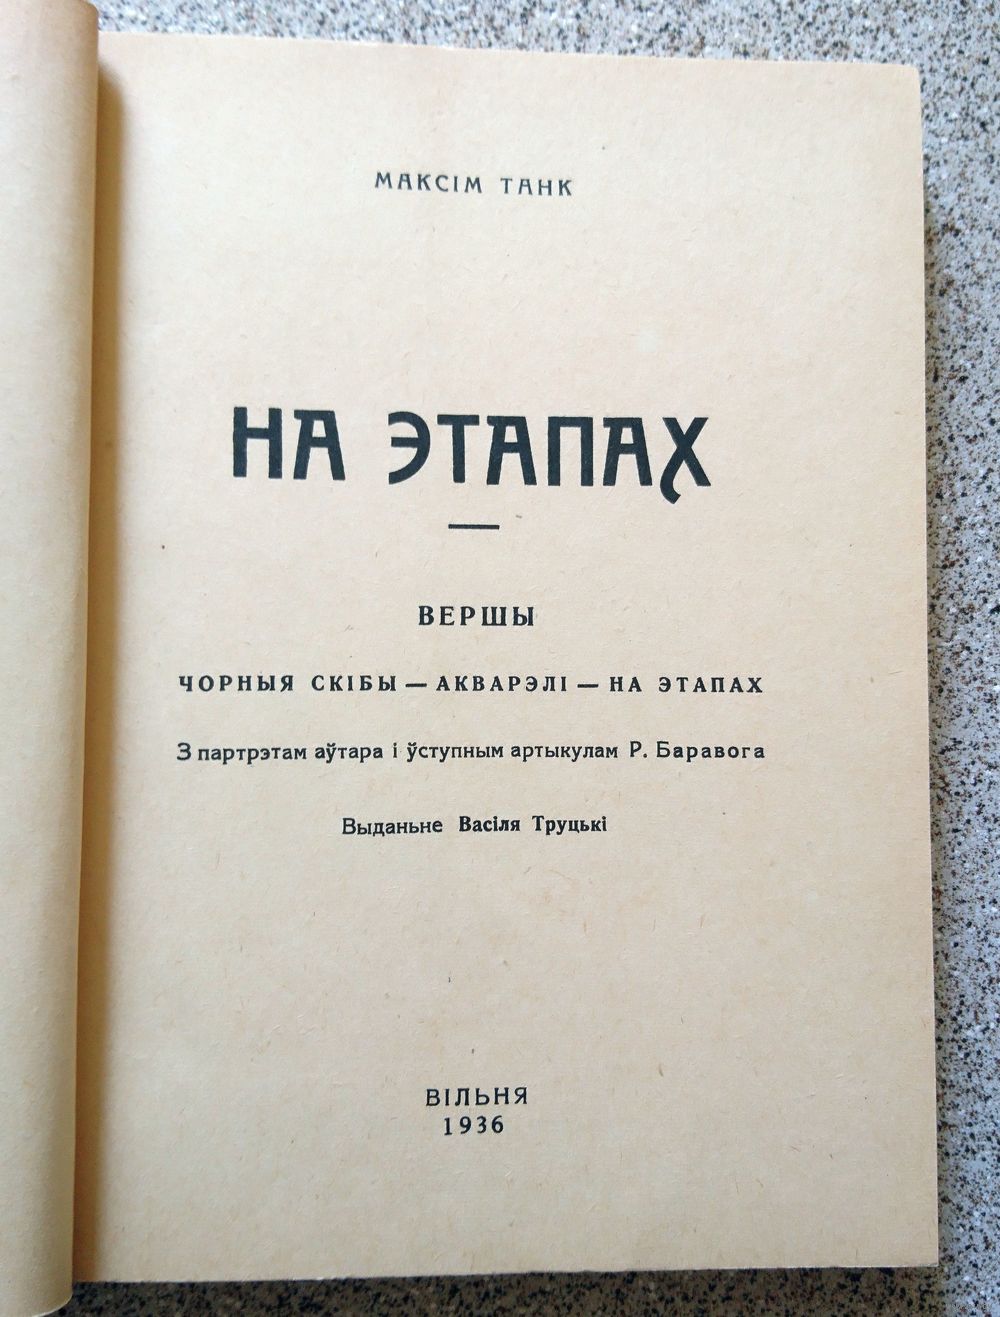 МАКСІМ ТАНК
НА ЭТАПАХ
ВЕРШЫ
ЧОРНЫЯ СКІБЫ — АКВАРЭЛІ — НА ЭТАПАХ
З партрэтам аўтара і ўступным артыкулам Р. Баравога
Выданьне Васіля Труцькі
ВІЛЬНЯ
1936